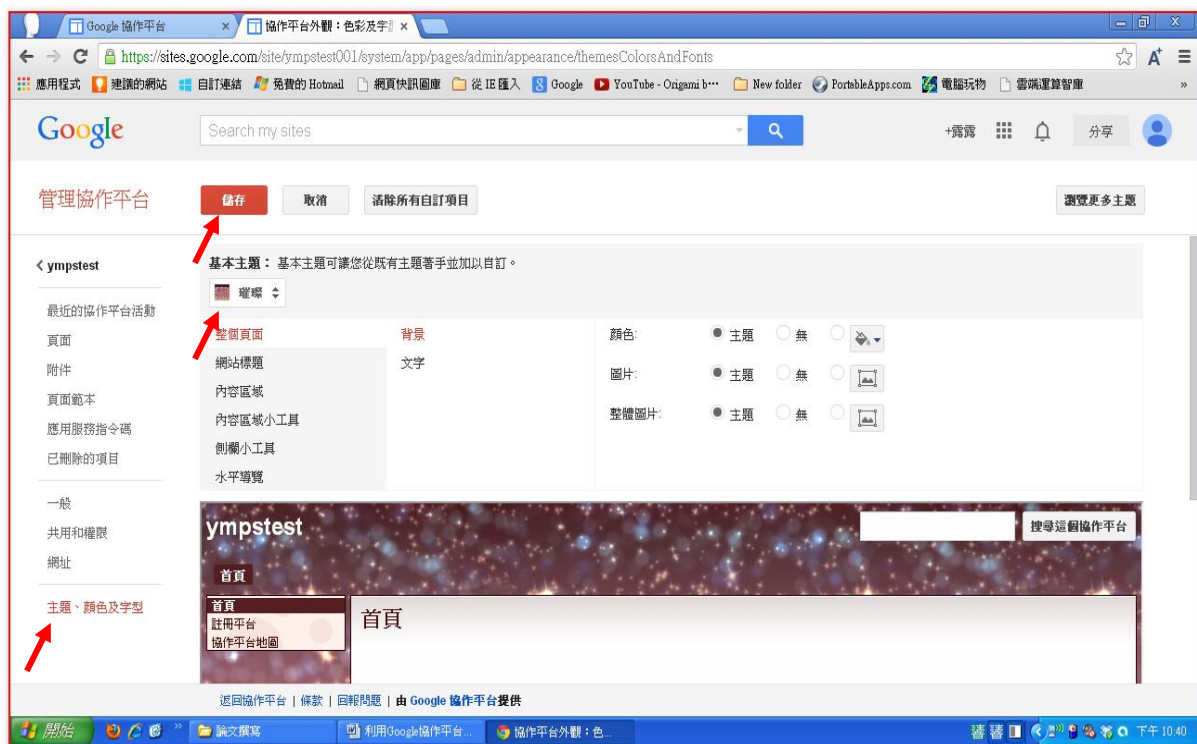 Google 協作平台 × 協作平台外觀：色彩及字 ×
https://sites.google.com/site/ympstest001/system/app/pages/admin/appearance/themesColorsAndFonts
應用程式 建議的網站 自訂連結 免費的 Hotmail 網頁快訊圖庫 從 IE 匯入 Google YouTube - Origami b… New folder PortableApps.com 電腦玩物 雲端運算智庫 »
Google Search my sites +露露 分享
管理協作平台 儲存 取消 清除所有自訂項目 瀏覽更多主題
ympstest
最近的協作平台活動
頁面
附件
頁面範本
應用服務指令碼
已刪除的項目
一般
共用和權限
網址
主題、顏色及字型
基本主題： 基本主題可讓您從既有主題著手並加以自訂。
璀璨
整個頁面
網站標題
內容區域
內容區域小工具
側欄小工具
水平導覽
背景
文字
顏色: 主題 無
圖片: 主題 無
整體圖片: 主題 無
ympstest 搜尋這個協作平台
首頁
首頁
註冊平台
協作平台地圖
首頁
返回協作平台 | 條款 | 回報問題 | 由 Google 協作平台提供
開始 » 論文撰寫 利用Google協作平台... 協作平台外觀：色... 下午 10:40